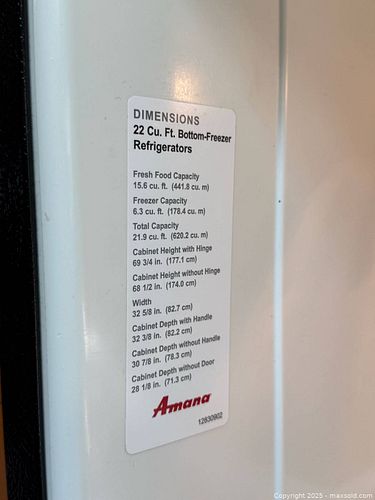 DIMENSIONS
22 Cu. Ft. Bottom-Freezer
Refrigerators
Fresh Food Capacity
15.6 cu. ft. (441.8 cu. m)
Freezer Capacity
6.3 cu. ft. (178.4 cu. m)
Total Capacity
21.9 cu. ft. (620.2 cu. m)
Cabinet Height with Hinge
69 3/4 in. (177.1 cm)
Cabinet Height without Hinge
68 1/2 in. (174.0 cm)
Width
32 5/8 in. (82.7 cm)
Cabinet Depth with Handle
32 3/8 in. (82.2 cm)
Cabinet Depth without Handle
30 7/8 in. (78.3 cm)
Cabinet Depth without Door
28 1/8 in. (71.3 cm)
Amana
12630902
Copyright 2025 - maxsold.com